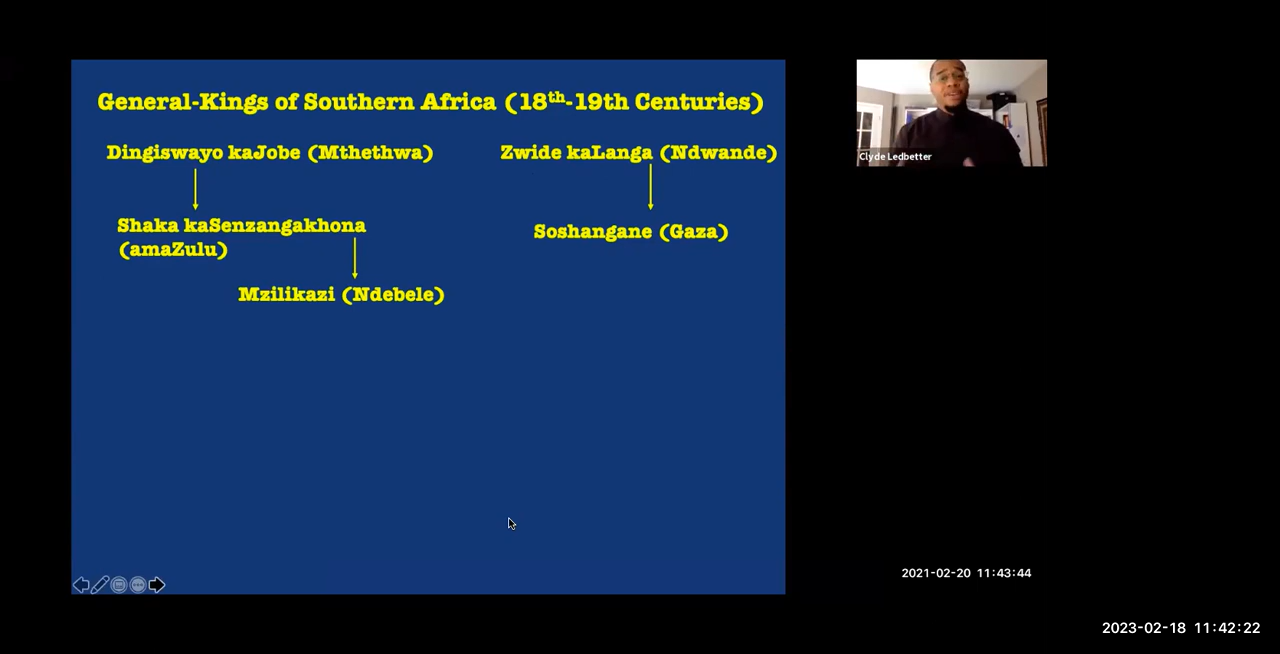 General-Kings of Southern Africa (18th-19th Centuries)
Dingiswayo kaJobe (Mthethwa)
Zwide kaLanga (Ndwande)
Shaka kaSenzangakhona
(amaZulu)
Soshangane (Gaza)
Mzilikazi (Ndebele)
Clyde Ledbetter
2021-02-20 11:43:44
2023-02-18 11:42:22